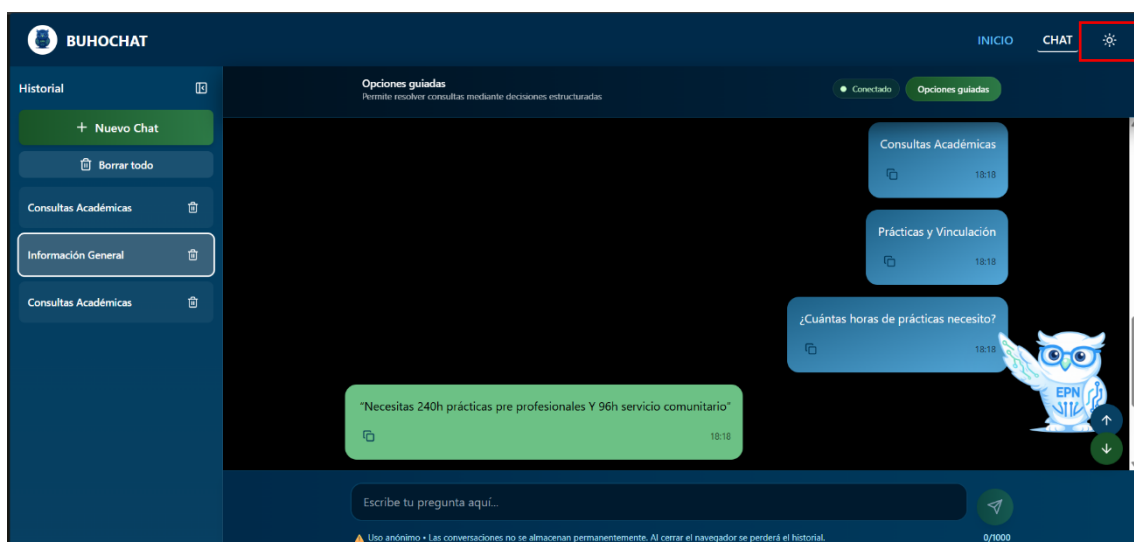 BUHOCHAT
INICIO
CHAT
Historial
Nuevo Chat
Borrar todo
Consultas Académicas
Información General
Consultas Académicas
Opciones guiadas
Permite resolver consultas mediante decisiones estructuradas
Conectado
Opciones guiadas
Consultas Académicas
18:18
Prácticas y Vinculación
18:18
¿Cuántas horas de prácticas necesito?
18:18
"Necesitas 240h prácticas pre profesionales Y 96h servicio comunitario"
18:18
EPN
Escribe tu pregunta aquí...
Uso anónimo • Las conversaciones no se almacenan permanentemente. Al cerrar el navegador se perderá el historial.
0/1000